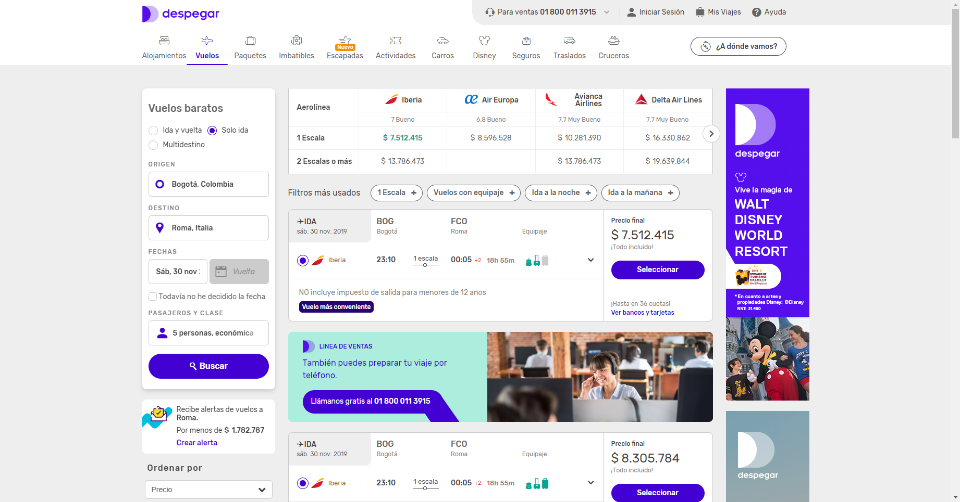 despegar
Para ventas 01 800 011 3915
Iniciar Sesión
Mis Viajes
Ayuda
Alojamientos
Vuelos
Paquetes
Imbatibles
Nuevo
Escapadas
Actividades
Carros
Disney
Seguros
Traslados
Cruceros
¿A dónde vamos?
Vuelos baratos
Ida y vuelta
Solo ida
Multidestino
ORIGEN
Bogotá, Colombia
DESTINO
Roma, Italia
FECHAS
Sáb, 30 nov
Vuelta
Todavía no he decidido la fecha
PASAJEROS Y CLASE
5 personas, económica
Buscar
Recibe alertas de vuelos a
Roma.
Por menos de $ 1.782.787
Crear alerta
Ordenar por
Precio
Aerolínea
Iberia
Air Europa
Avianca
Airlines
Delta Air Lines
7 Bueno
6.8 Bueno
7.7 Muy Bueno
7.7 Muy Bueno
1 Escala
$ 7.512.415
$ 8.596.528
$ 10.281.390
$ 16.330.862
2 Escalas o más
$ 13.786.473
$ 13.786.473
$ 19.639.844
Filtros más usados
1 Escala +
Vuelos con equipaje +
Ida a la noche +
Ida a la mañana +
IDA
sáb. 30 nov. 2019
BOG
Bogotá
FCO
Roma
Equipaje
Iberia
23:10
1 escala
00:05 +2
18h 55m
NO incluye impuesto de salida para menores de 12 años
Vuelo más conveniente
Precio final
$ 7.512.415
¡Todo incluido!
Seleccionar
¡Hasta en 36 cuotas!
Ver bancos y tarjetas
LINEA DE VENTAS
También puedes preparar tu viaje por
teléfono.
Llámanos gratis al 01 800 011 3915
IDA
sáb. 30 nov. 2019
BOG
Bogotá
FCO
Roma
Equipaje
Iberia
23:10
1 escala
00:05 +2
18h 55m
Precio final
$ 8.305.784
¡Todo incluido!
Seleccionar
despegar
Vive la magia de
WALT
DISNEY
WORLD
RESORT
* En cuanto a artes y
propiedades Disney: ©Disney
despegar